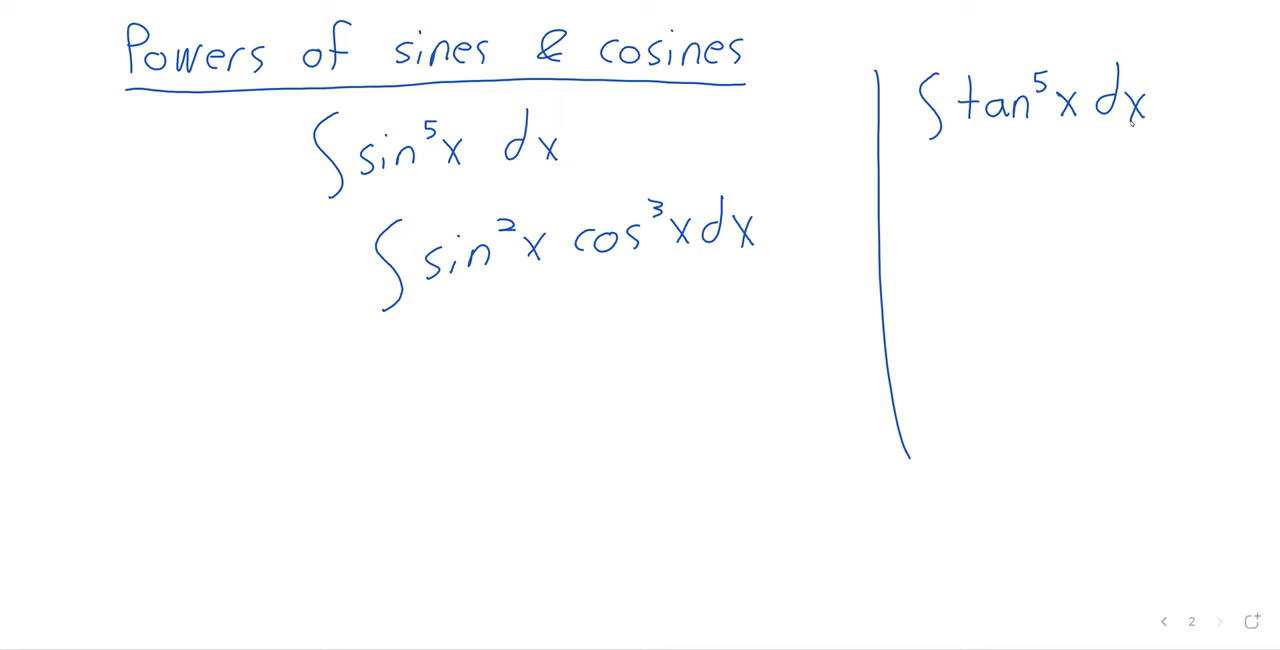 Powers of sines & cosines
∫ sin⁵x dx
∫ sin²x cos³x dx
∫ tan⁵x dx
2